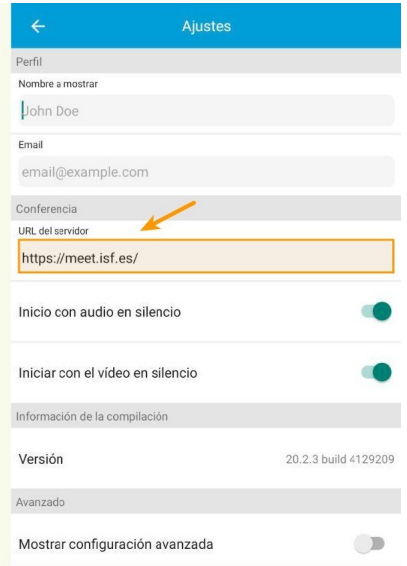 Ajustes
Perfil
Nombre a mostrar
John Doe
Email
email@example.com
Conferencia
URL del servidor
https://meet.isf.es/
Inicio con audio en silencio
Iniciar con el vídeo en silencio
Información de la compilación
Versión 20.2.3 build 4129209
Avanzado
Mostrar configuración avanzada